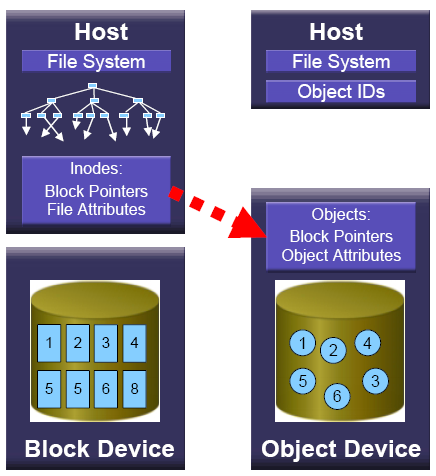 Host
File System
Inodes:
Block Pointers
File Attributes
1 2 3 4
5 5 6 8
Block Device
Host
File System
Object IDs
Objects:
Block Pointers
Object Attributes
1 2 4
5 6 3
Object Device